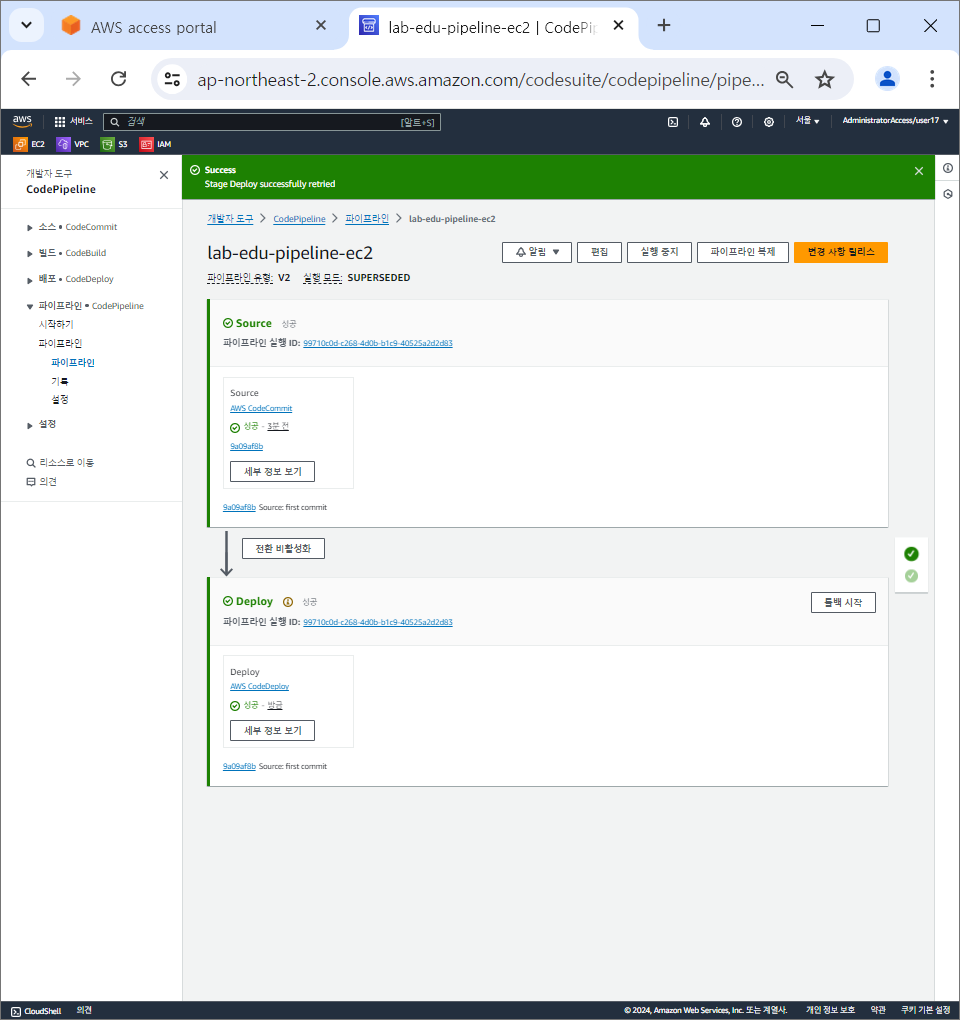 AWS access portal
lab-edu-pipeline-ec2 | CodePip
ap-northeast-2.console.aws.amazon.com/codesuite/codepipeline/pipe...
aws
서비스
검색
[알트+S]
서울
AdministratorAccess/user17
EC2
VPC
S3
IAM
개발자 도구
CodePipeline
소스 • CodeCommit
빌드 • CodeBuild
배포 • CodeDeploy
파이프라인 • CodePipeline
시작하기
파이프라인
파이프라인
기록
설정
설정
리소스로 이동
의견
Success
Stage Deploy successfully retried
개발자 도구 > CodePipeline > 파이프라인 > lab-edu-pipeline-ec2
lab-edu-pipeline-ec2
알림
편집
실행 중지
파이프라인 복제
변경 사항 릴리스
파이프라인 유형: V2 실행 모드: SUPERSEDED
Source 성공
파이프라인 실행 ID: 99710c0d-c268-4d0b-b1c9-40525a2d2d83
Source
AWS CodeCommit
성공 - 3분 전
9a09af8b
세부 정보 보기
9a09af8b Source: first commit
전환 비활성화
Deploy 성공
롤백 시작
파이프라인 실행 ID: 99710c0d-c268-4d0b-b1c9-40525a2d2d83
Deploy
AWS CodeDeploy
성공 - 방금
세부 정보 보기
9a09af8b Source: first commit
CloudShell
의견
© 2024, Amazon Web Services, Inc. 또는 계열사.
개인 정보 보호
약관
쿠키 기본 설정